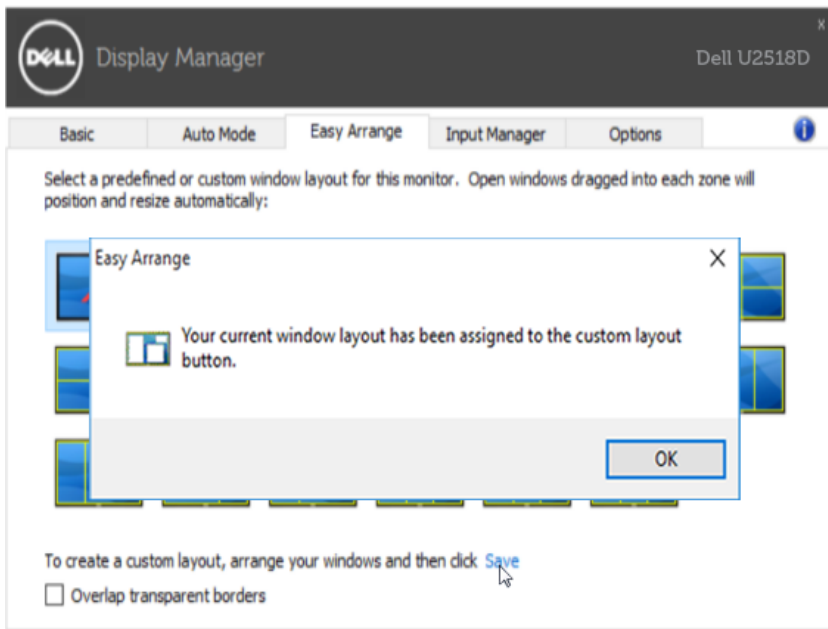 DELL Display Manager
Dell U2518D
x
Basic Auto Mode Easy Arrange Input Manager Options
Select a predefined or custom window layout for this monitor. Open windows dragged into each zone will
position and resize automatically:
Easy Arrange
Your current window layout has been assigned to the custom layout
button.
OK
To create a custom layout, arrange your windows and then click Save
Overlap transparent borders